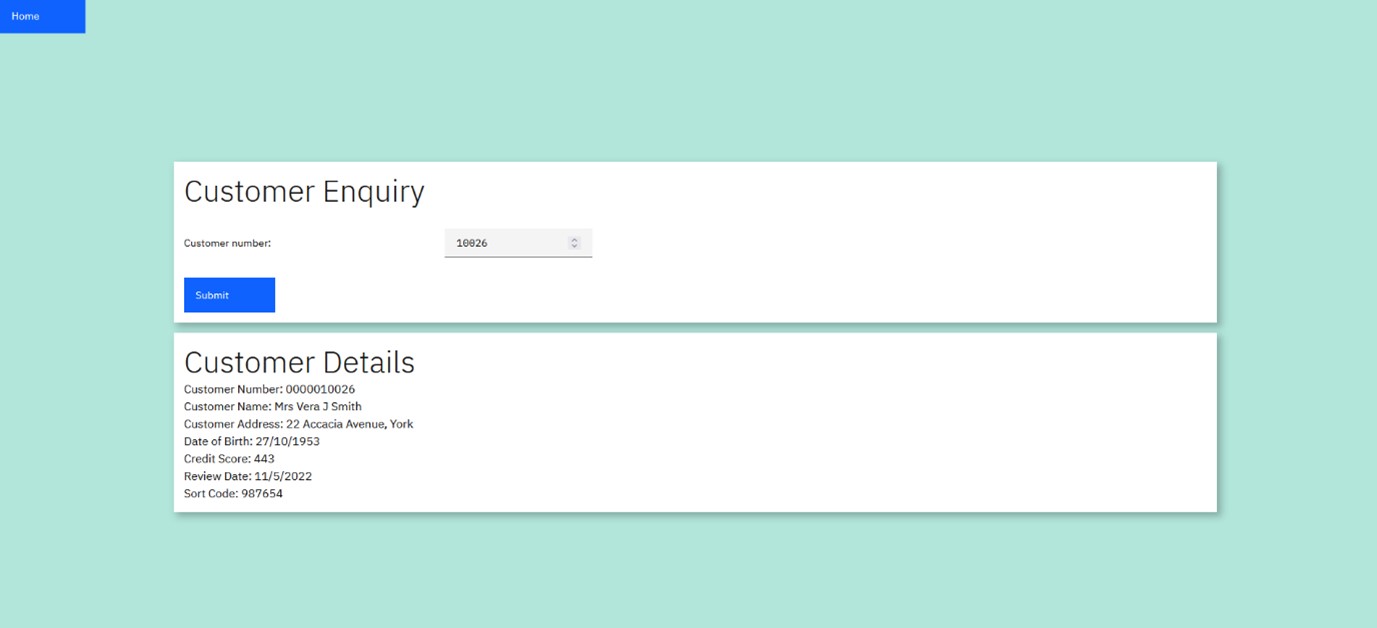 Home
Customer Enquiry
Customer number:
10026
Submit
Customer Details
Customer Number: 0000010026
Customer Name: Mrs Vera J Smith
Customer Address: 22 Accacia Avenue, York
Date of Birth: 27/10/1953
Credit Score: 443
Review Date: 11/5/2022
Sort Code: 987654